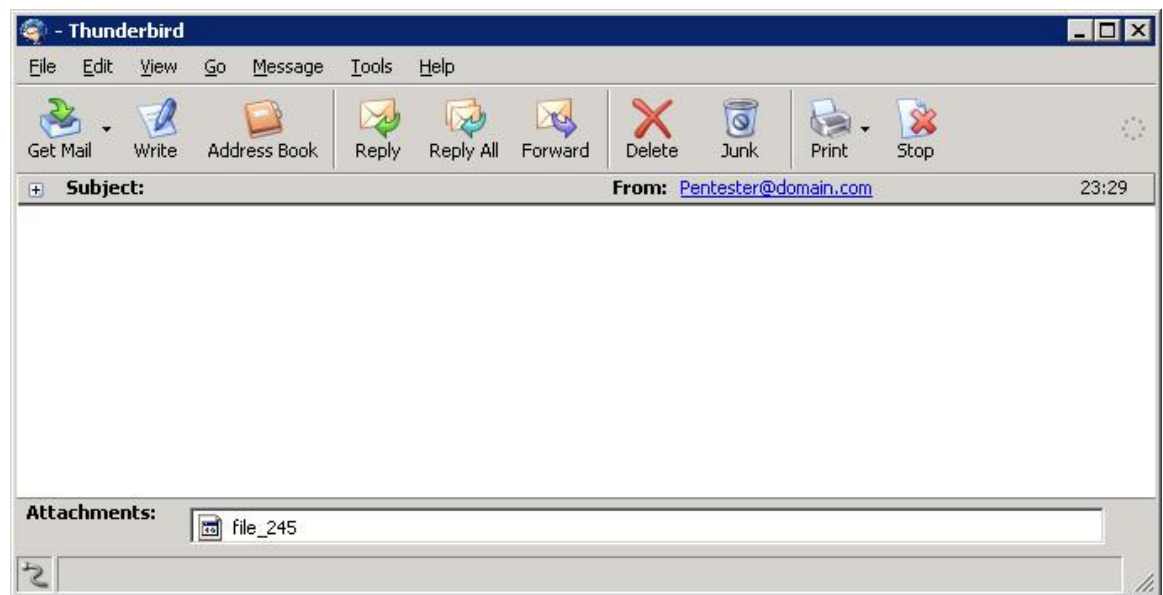 - Thunderbird
File Edit View Go Message Tools Help
Get Mail Write Address Book Reply Reply All Forward Delete Junk Print Stop
Subject: From: Pentester@domain.com 23:29
Attachments: file_245